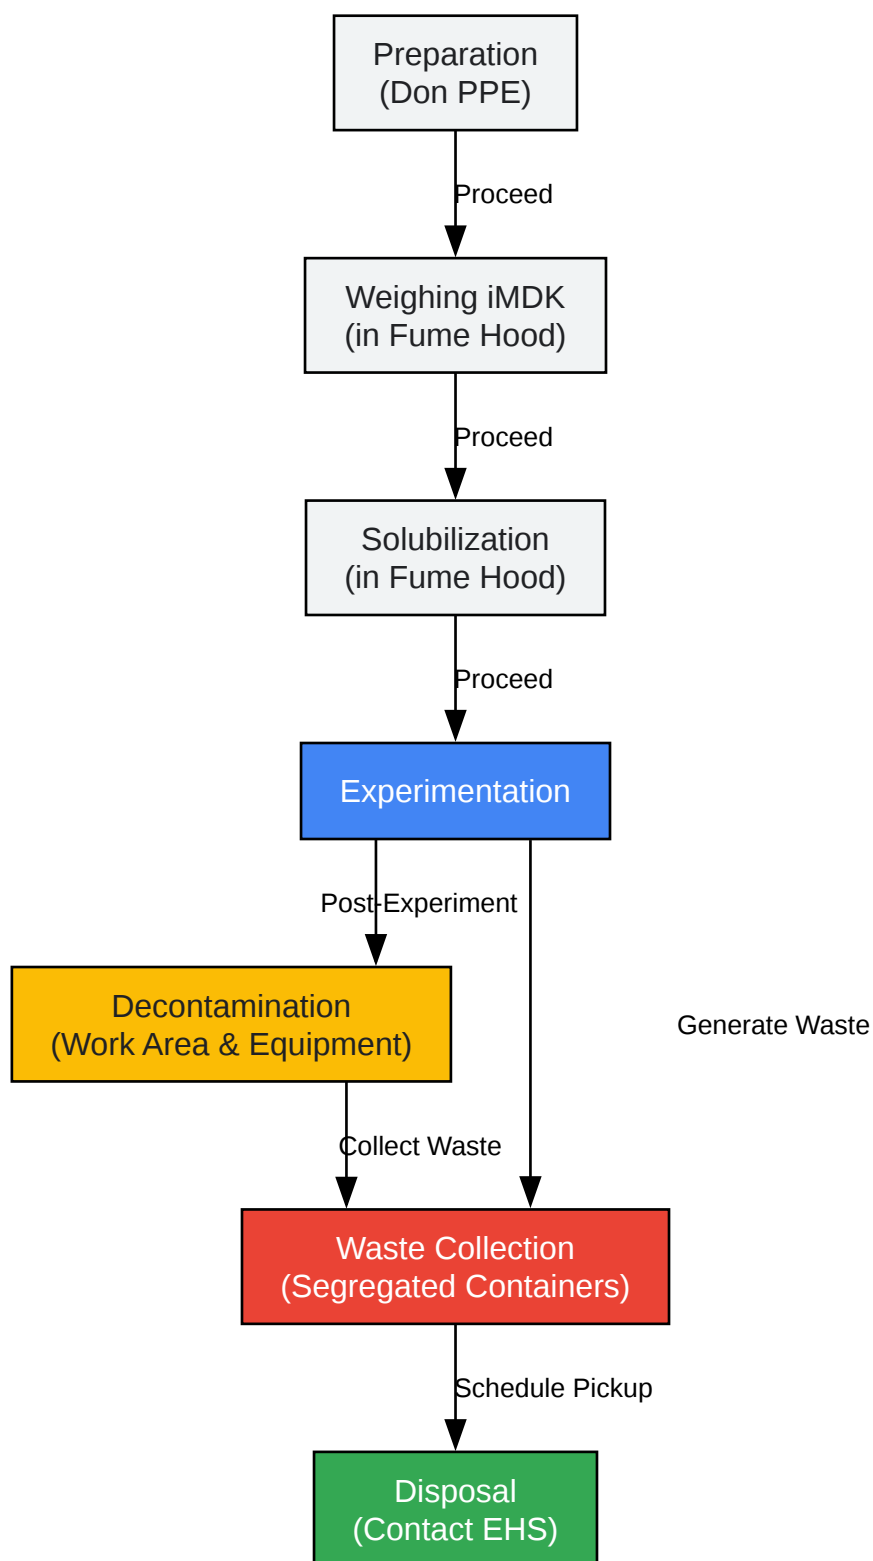 Preparation
(Don PPE)
Proceed
Weighing iMDK
(in Fume Hood)
Proceed
Solubilization
(in Fume Hood)
Proceed
Experimentation
Post-Experiment
Decontamination
(Work Area & Equipment)
Generate Waste
Collect Waste
Waste Collection
(Segregated Containers)
Schedule Pickup
Disposal
(Contact EHS)